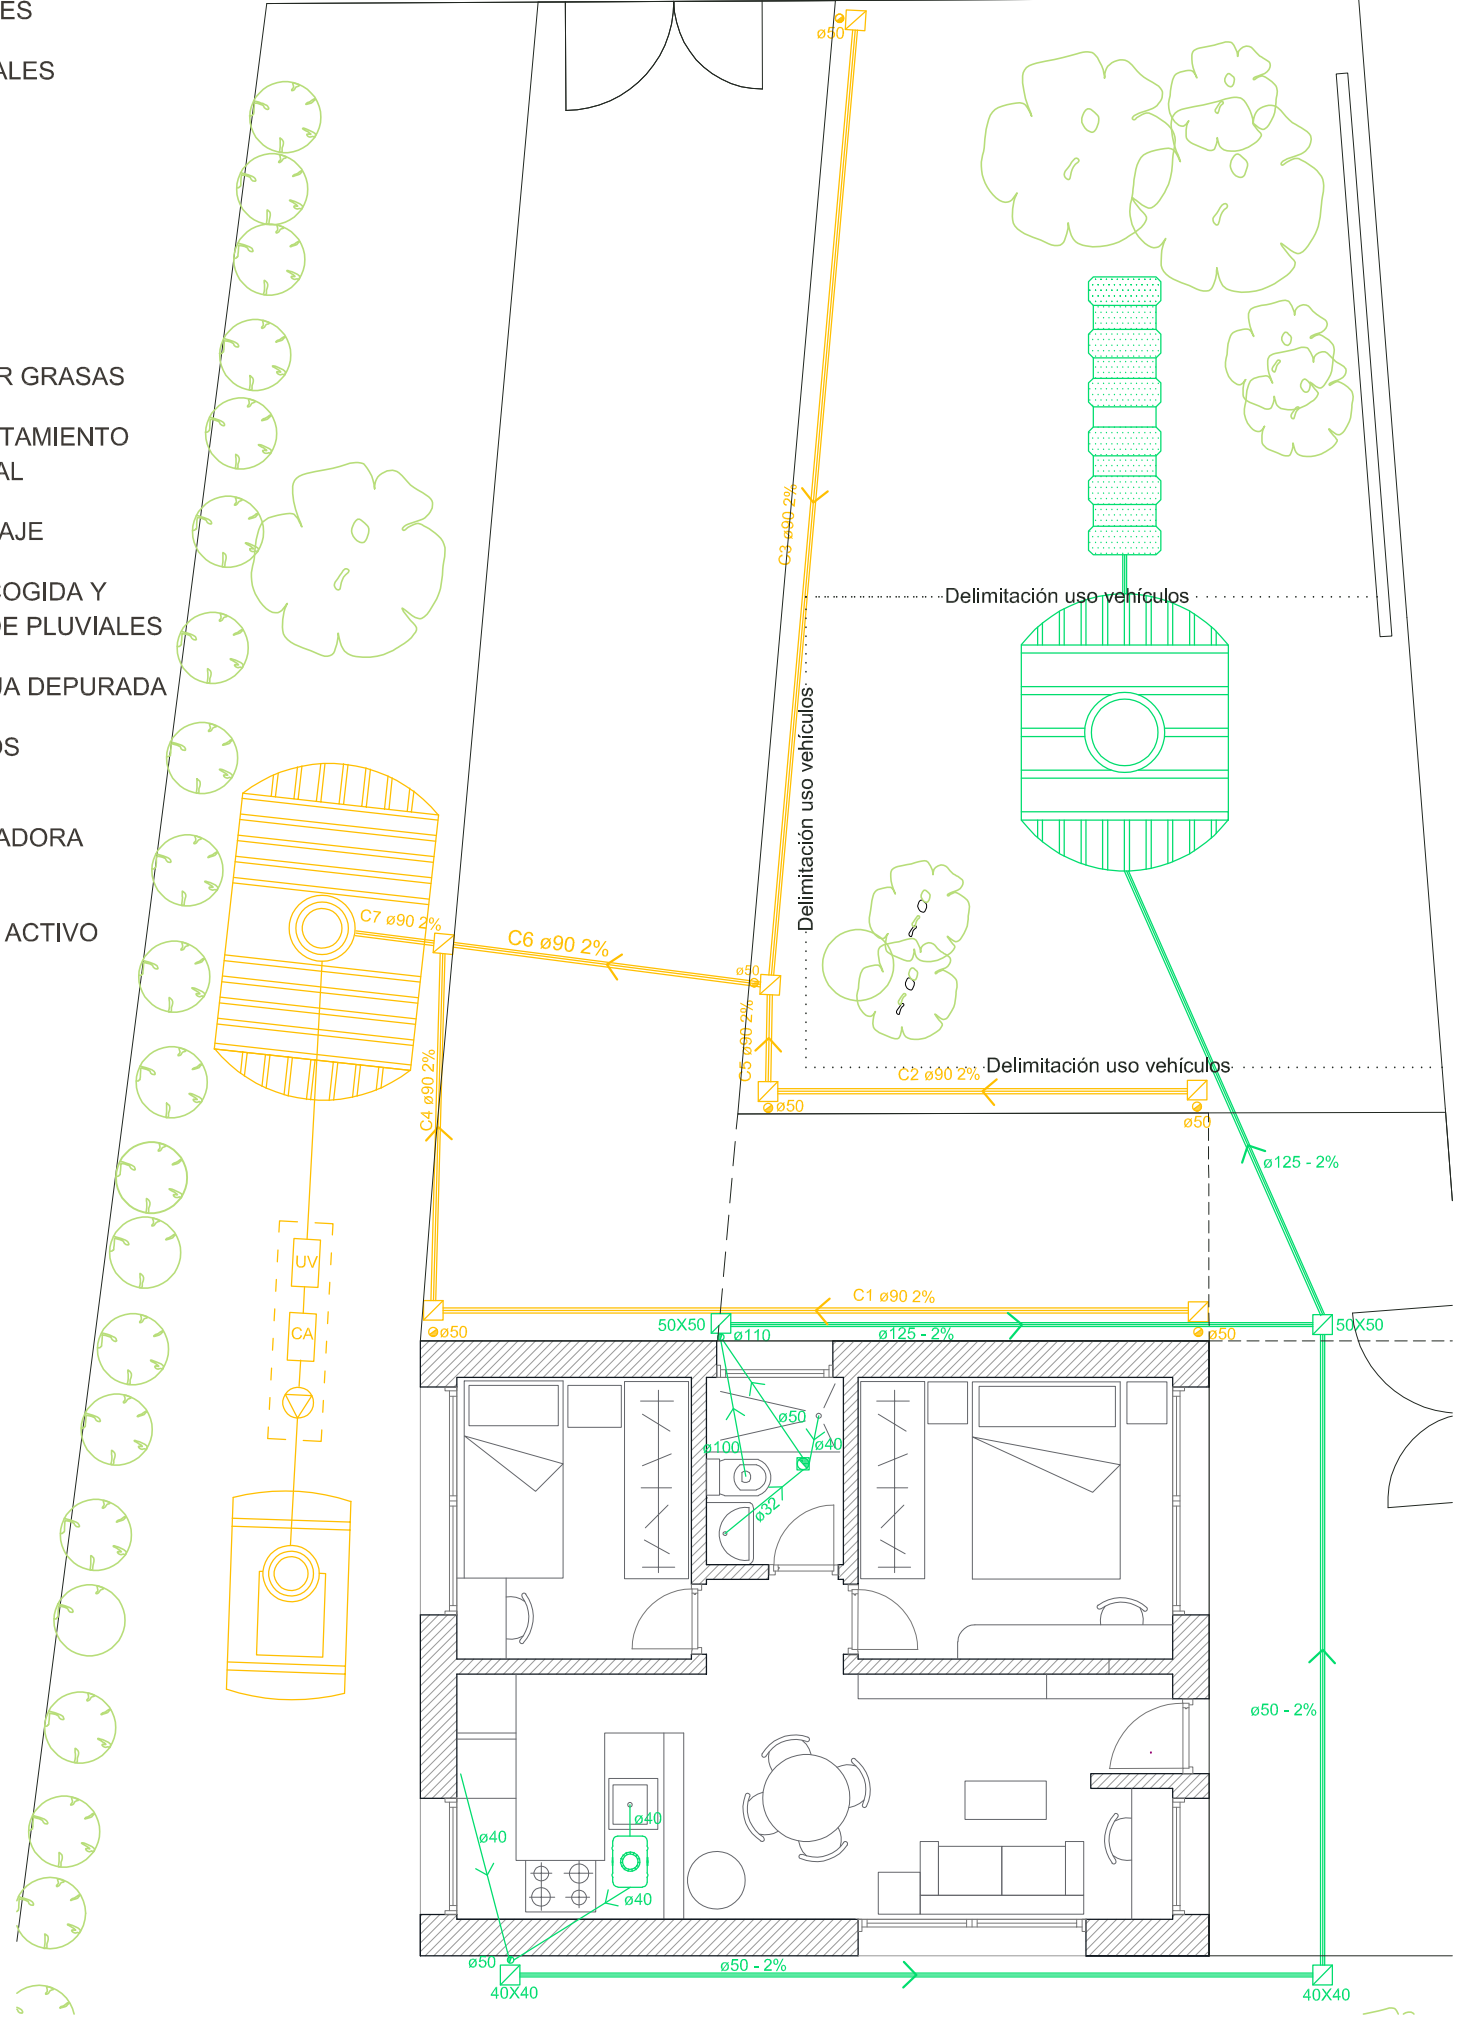 ES
ALES
R GRASAS
TAMIENTO
AL
AJE
COGIDA Y
DE PLUVIALES
UA DEPURADA
OS
ADORA
ACTIVO
ø50
C3 ø90 2%
Delimitación uso vehículos
Delimitación uso vehículos
C7 ø90 2%
C6 ø90 2%
ø50
C5 ø90 2%
C4 ø90 2%
Delimitación uso vehículos
C2 ø90 2%
ø50
ø50
ø125 - 2%
UV
CA
C1 ø90 2%
50X50
ø110
ø125 - 2%
50X50
ø50
ø50
ø50
ø40
ø100
ø32
ø50 - 2%
ø40
ø40
ø40
ø50
ø50 - 2%
40X40
40X40